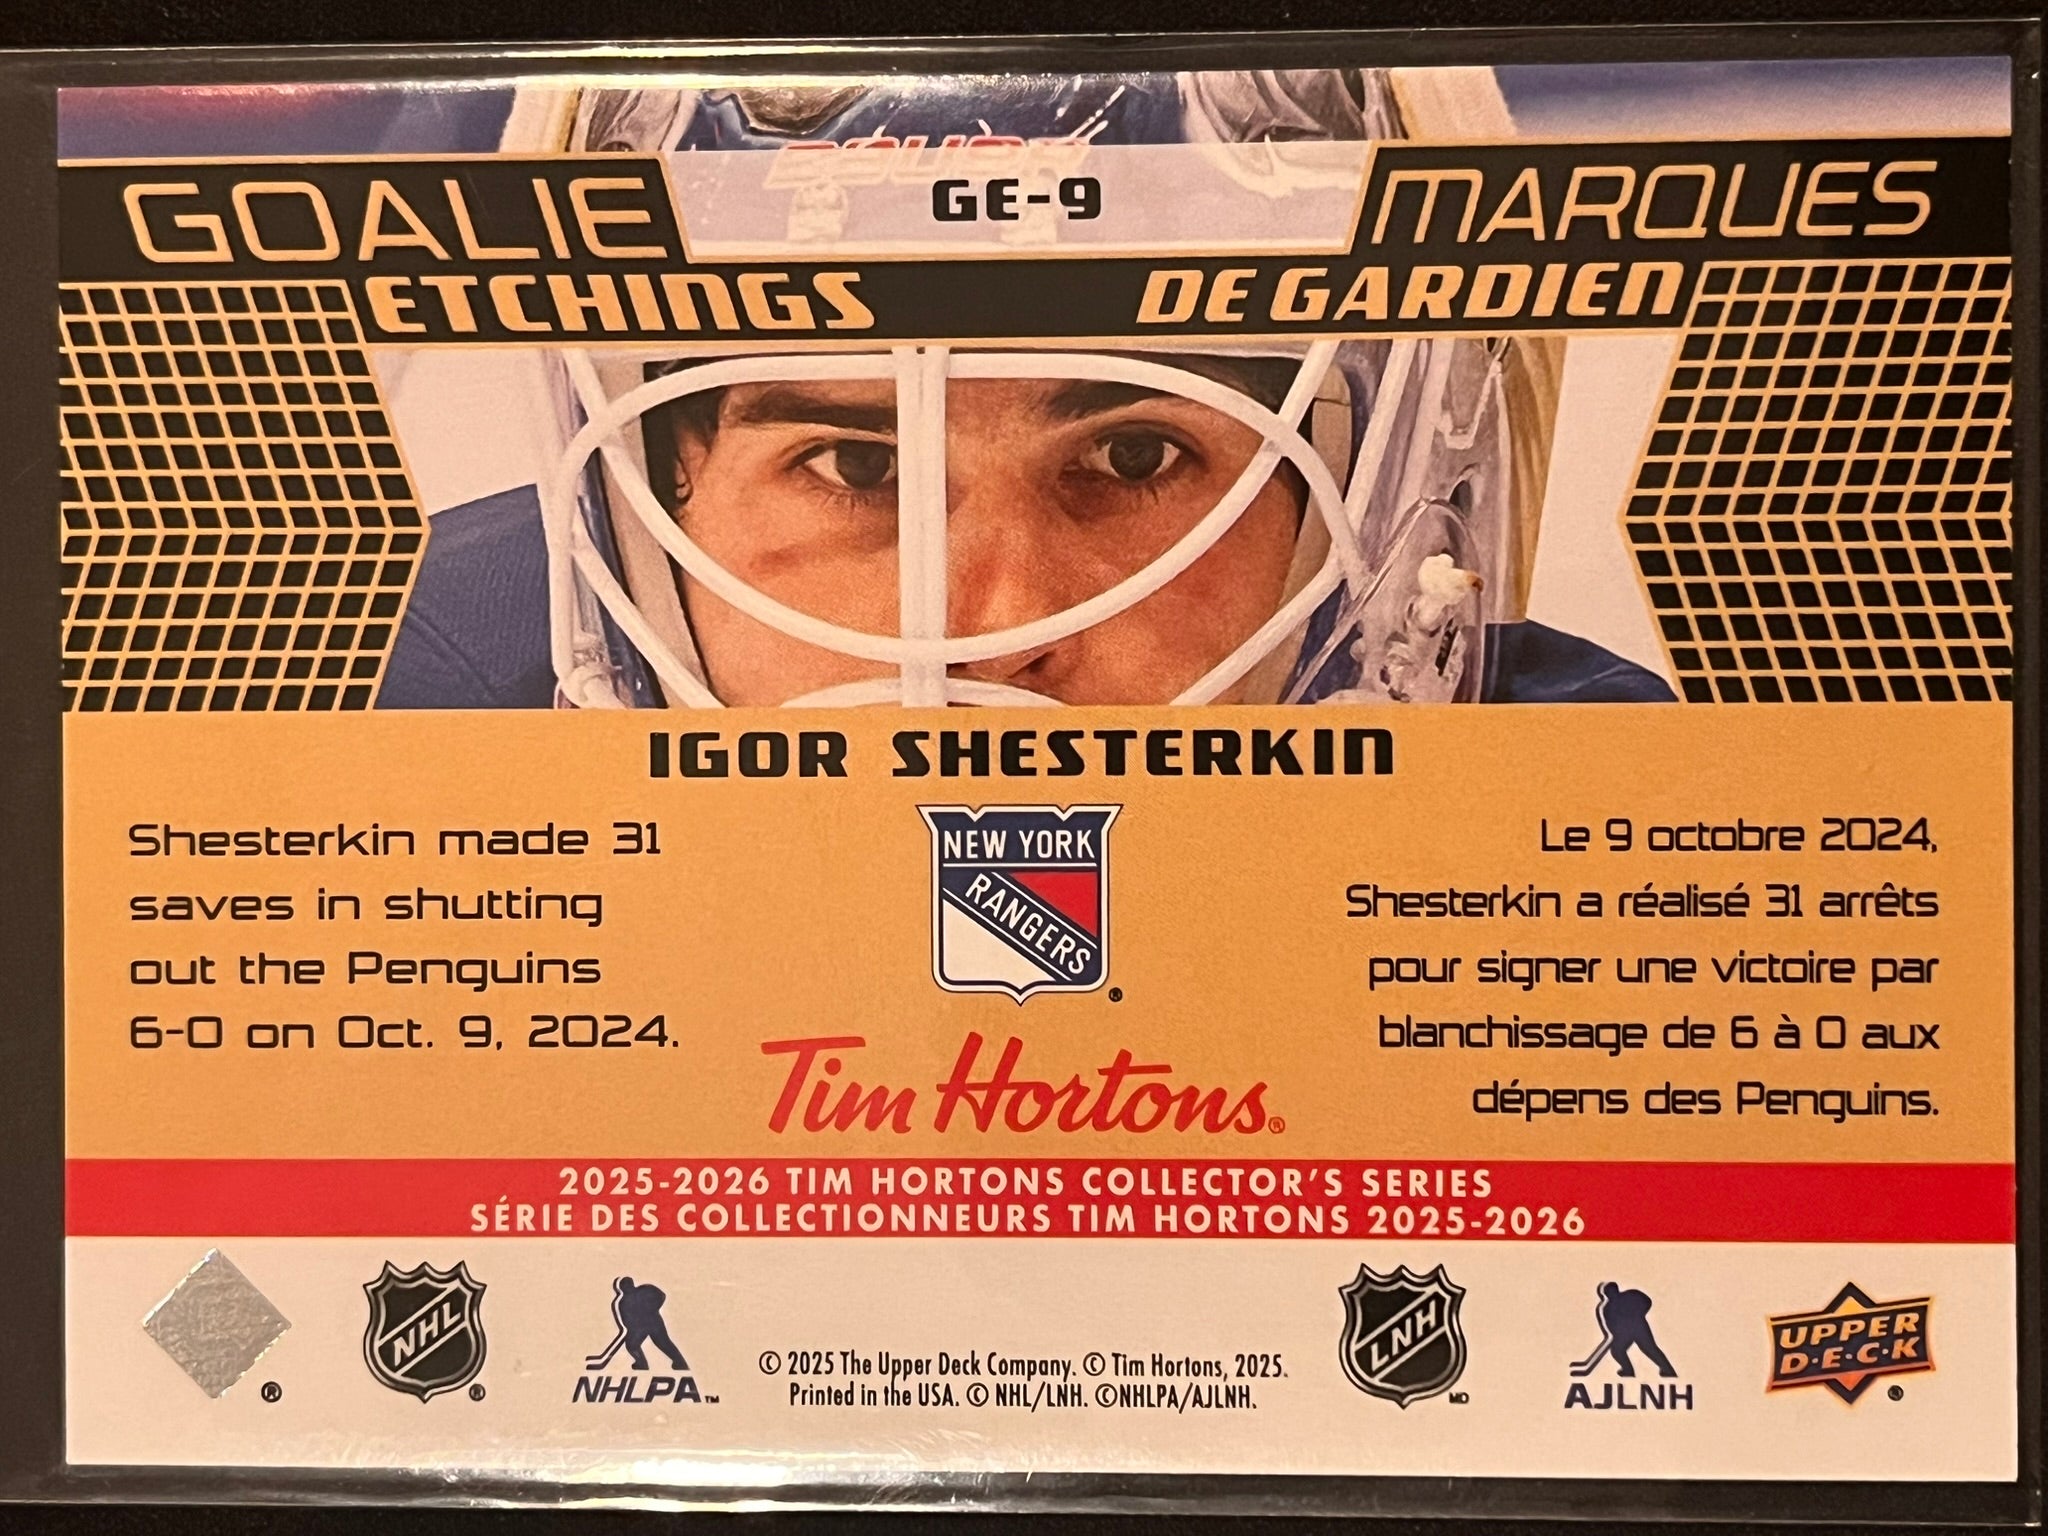 GE-9
GOALIE
ETCHINGS
MARQUES
DE GARDIEN
IGOR SHESTERKIN
Shesterkin made 31
saves in shutting
out the Penguins
6-0 on Oct. 9, 2024.
NEW YORK
RANGERS
®
Tim Hortons®
Le 9 octobre 2024,
Shesterkin a réalisé 31 arrêts
pour signer une victoire par
blanchissage de 6 à 0 aux
dépens des Penguins.
2025-2026 TIM HORTONS COLLECTOR'S SERIES
SÉRIE DES COLLECTIONNEURS TIM HORTONS 2025-2026
®
NHL®
NHLPA™
© 2025 The Upper Deck Company. © Tim Hortons, 2025.
Printed in the USA. © NHL/LNH. ©NHLPA/AJLNH.
LNH MD
AJLNH
UPPER
D·E·C·K®